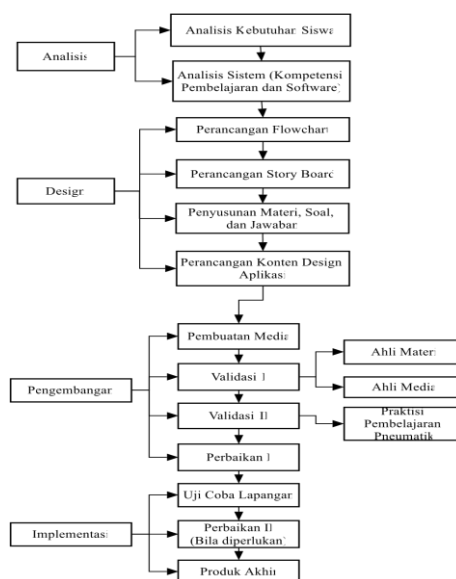 Analisis Kebutuhan Siswa
Analisis
Analisis Sistem (Kompetensi
Pembelajaran dan Software)
Perancangan Flowchart
Perancangan Story Board
Design
Penyusunan Materi, Soal,
dan Jawaban
Perancangan Konten Design
Aplikasi
Pembuatan Media
Ahli Materi
Validasi I
Pengembangan
Ahli Media
Validasi II
Praktisi
Pembelajaran
Pneumatik
Perbaikan I
Uji Coba Lapangan
Implementasi
Perbaikan II
(Bila diperlukan)
Produk Akhir